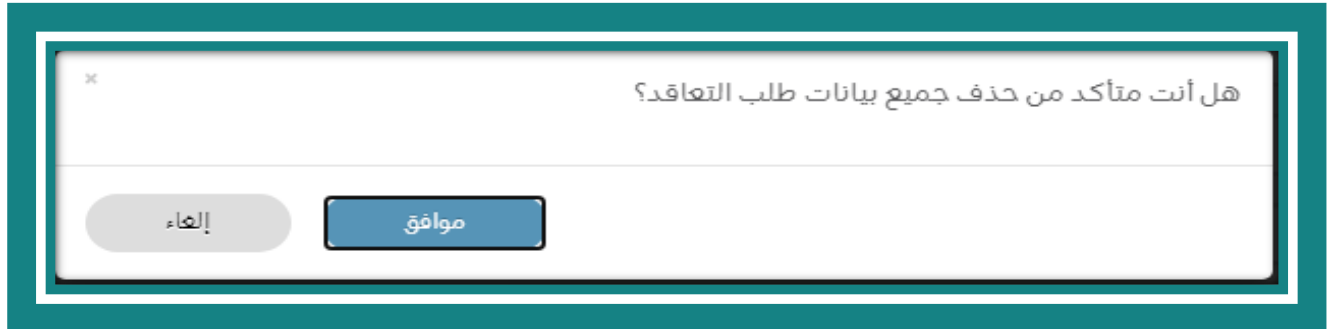 هل أنت متأكد من حذف جميع بيانات طلب التعاقد؟
×
موافق
إلغاء